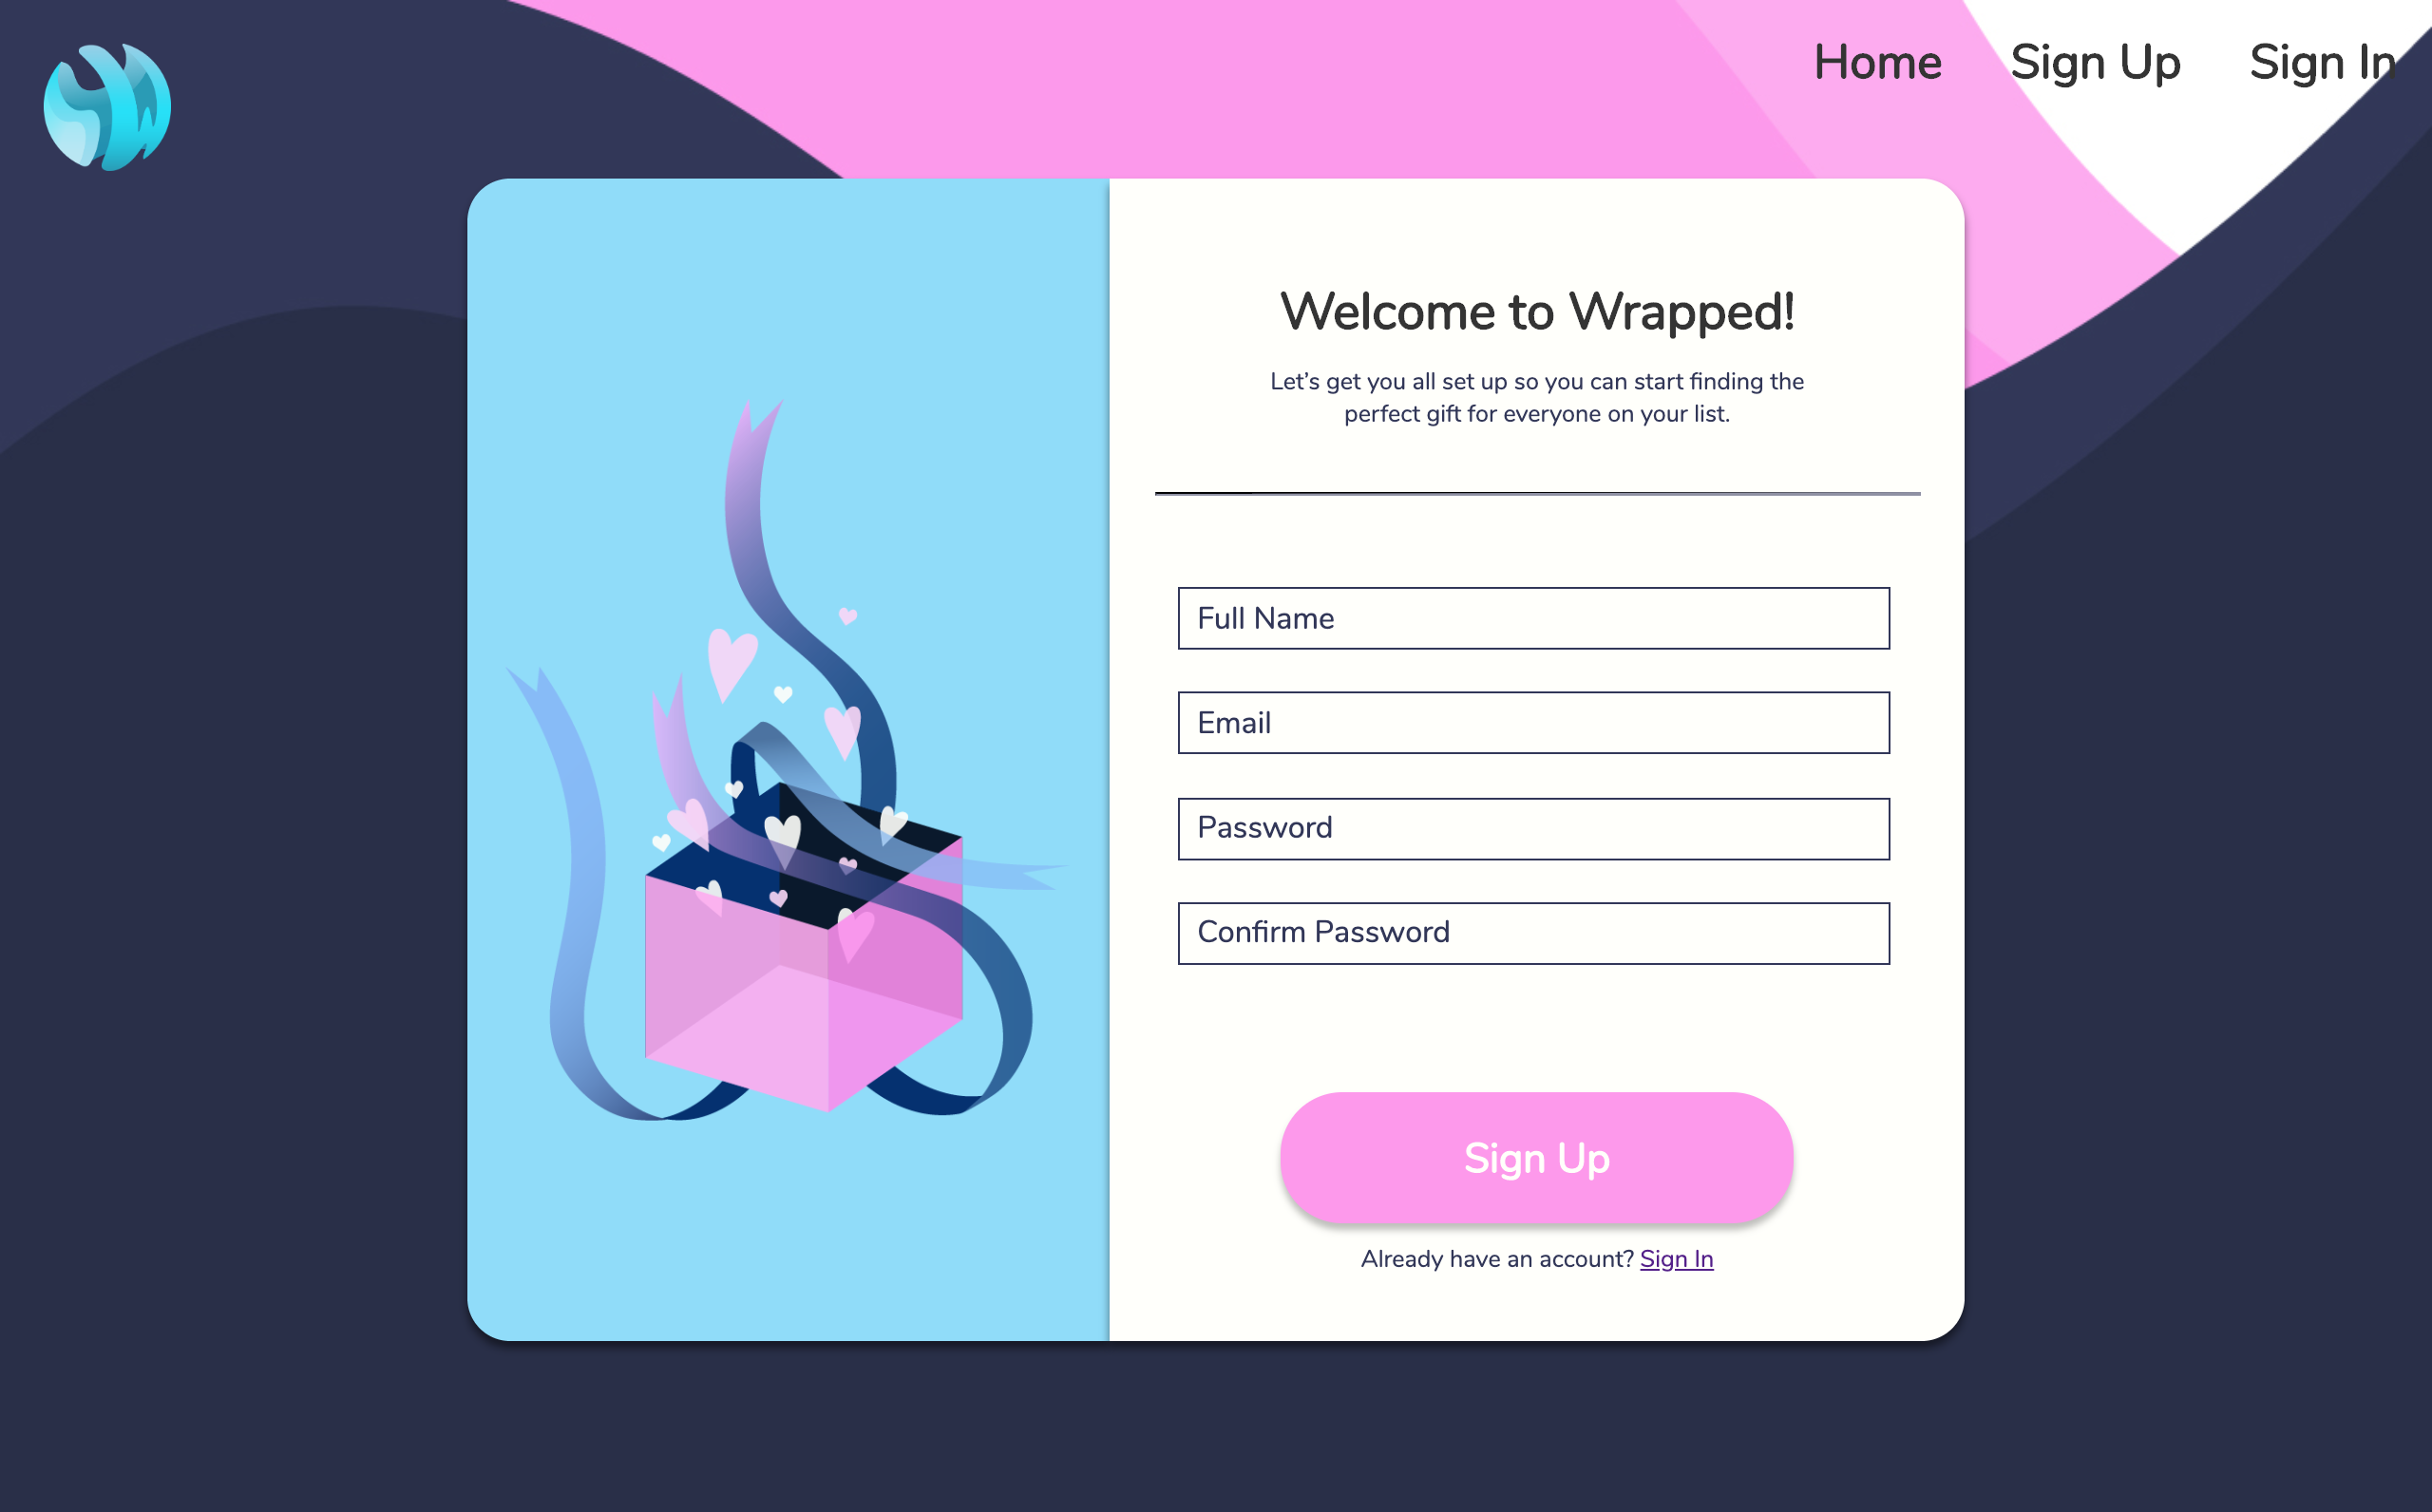 Home Sign Up Sign In
Welcome to Wrapped!
Let’s get you all set up so you can start finding the
perfect gift for everyone on your list.
Full Name
Email
Password
Confirm Password
Sign Up
Already have an account? Sign In